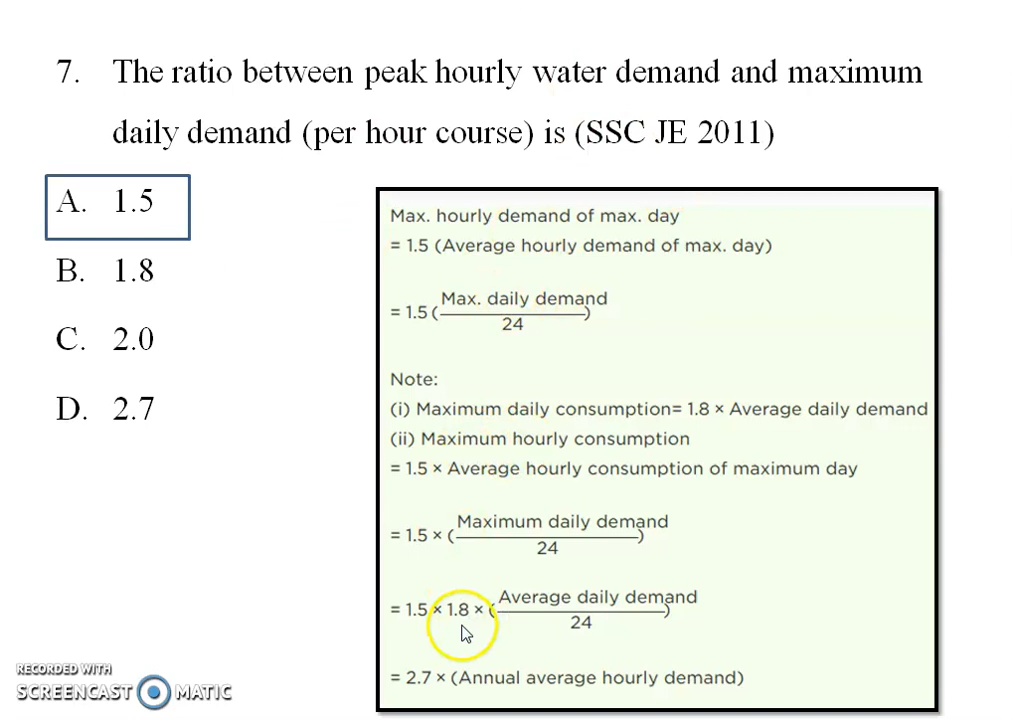 7. The ratio between peak hourly water demand and maximum
daily demand (per hour course) is (SSC JE 2011)
A. 1.5
B. 1.8
C. 2.0
D. 2.7
Max. hourly demand of max. day
= 1.5 (Average hourly demand of max. day)
= 1.5 (Max. daily demand
24)
Note:
(i) Maximum daily consumption= 1.8 × Average daily demand
(ii) Maximum hourly consumption
= 1.5 × Average hourly consumption of maximum day
= 1.5 × (Maximum daily demand
24)
= 1.5 × 1.8 × (Average daily demand
24)
= 2.7 × (Annual average hourly demand)
RECORDED WITH
SCREENCAST MATIC